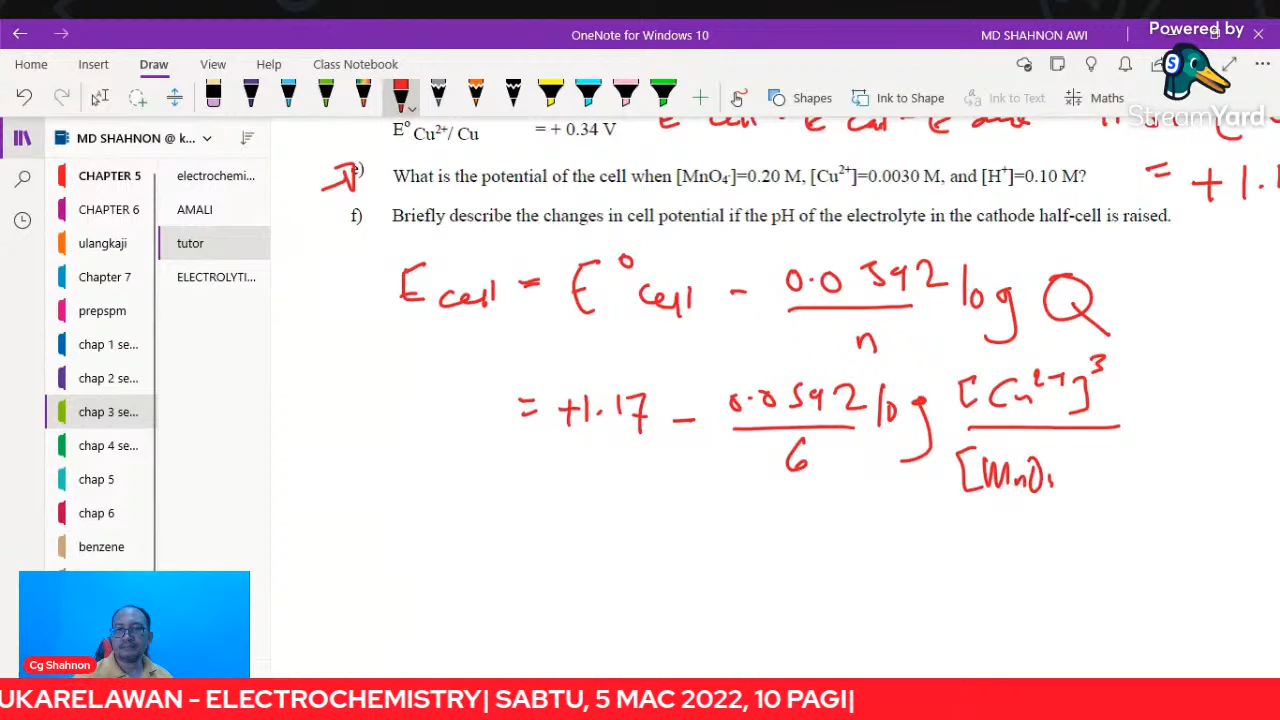 OneNote for Windows 10
MD SHAHNON AWI
Powered by
StreamYard
Home Insert Draw View Help Class Notebook
Shapes Ink to Shape Ink to Text Maths
MD SHAHNON @ k...
CHAPTER 5
CHAPTER 6
ulangkaji
Chapter 7
prepspm
chap 1 se...
chap 2 se...
chap 3 se...
chap 4 se...
chap 5
chap 6
benzene
electrochemi...
AMALI
tutor
ELECTROLYTI...
E° Cu²⁺/ Cu = + 0.34 V
e) What is the potential of the cell when [MnO₄⁻]=0.20 M, [Cu²⁺]=0.0030 M, and [H⁺]=0.10 M?
= +1.1
f) Briefly describe the changes in cell potential if the pH of the electrolyte in the cathode half-cell is raised.
E cell = E° cell - 0.0592/n log Q
= +1.17 - 0.0592/6 log [Cu²⁺]³/[MnO
Cg Shahnon
UKARELAWAN - ELECTROCHEMISTRY| SABTU, 5 MAC 2022, 10 PAGI|